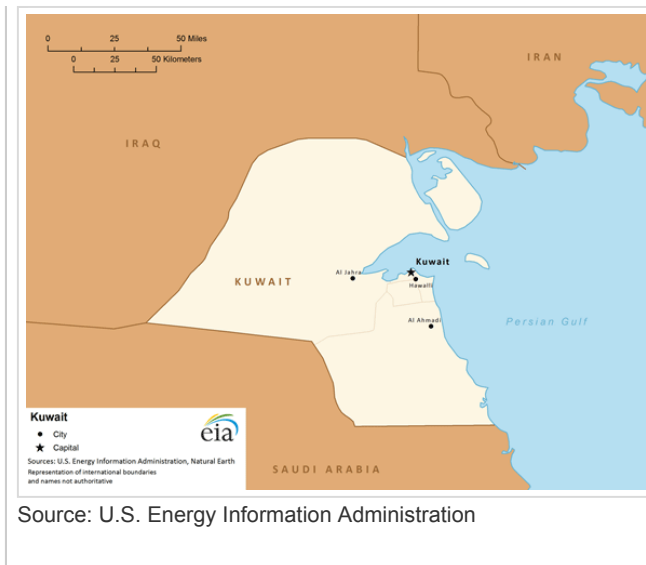 0 25 50 Miles
0 25 50 Kilometers
IRAN
IRAQ
Kuwait
Al Jahra
KUWAIT
Hawalli
Al Ahmadi
Persian Gulf
Kuwait
City
Capital
eia
Sources: U.S. Energy Information Administration, Natural Earth
Representation of international boundaries
and names not authoritative
SAUDI ARABIA
Source: U.S. Energy Information Administration